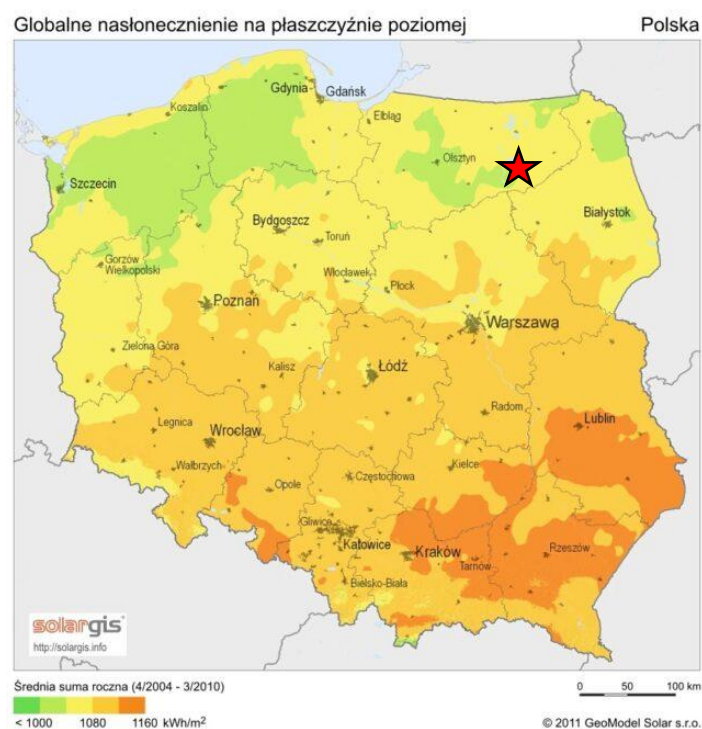 Globalne nasłonecznienie na płaszczyźnie poziomej
Polska
Gdynia
Gdańsk
Koszalin
Elbląg
Olsztyn
Szczecin
Białystok
Bydgoszcz
Toruń
Gorzów
Wielkopolski
Włocławek
Płock
Poznań
Warszawa
Zielona Góra
Kalisz
Łódź
Radom
Legnica
Wrocław
Lublin
Wałbrzych
Opole
Częstochowa
Kielce
Gliwice
Katowice
Kraków
Tarnów
Rzeszów
Bielsko-Biała
solargis
http://solargis.info
Średnia suma roczna (4/2004 - 3/2010)
< 1000 1080 1160 kWh/m²
0 50 100 km
© 2011 GeoModel Solar s.r.o.